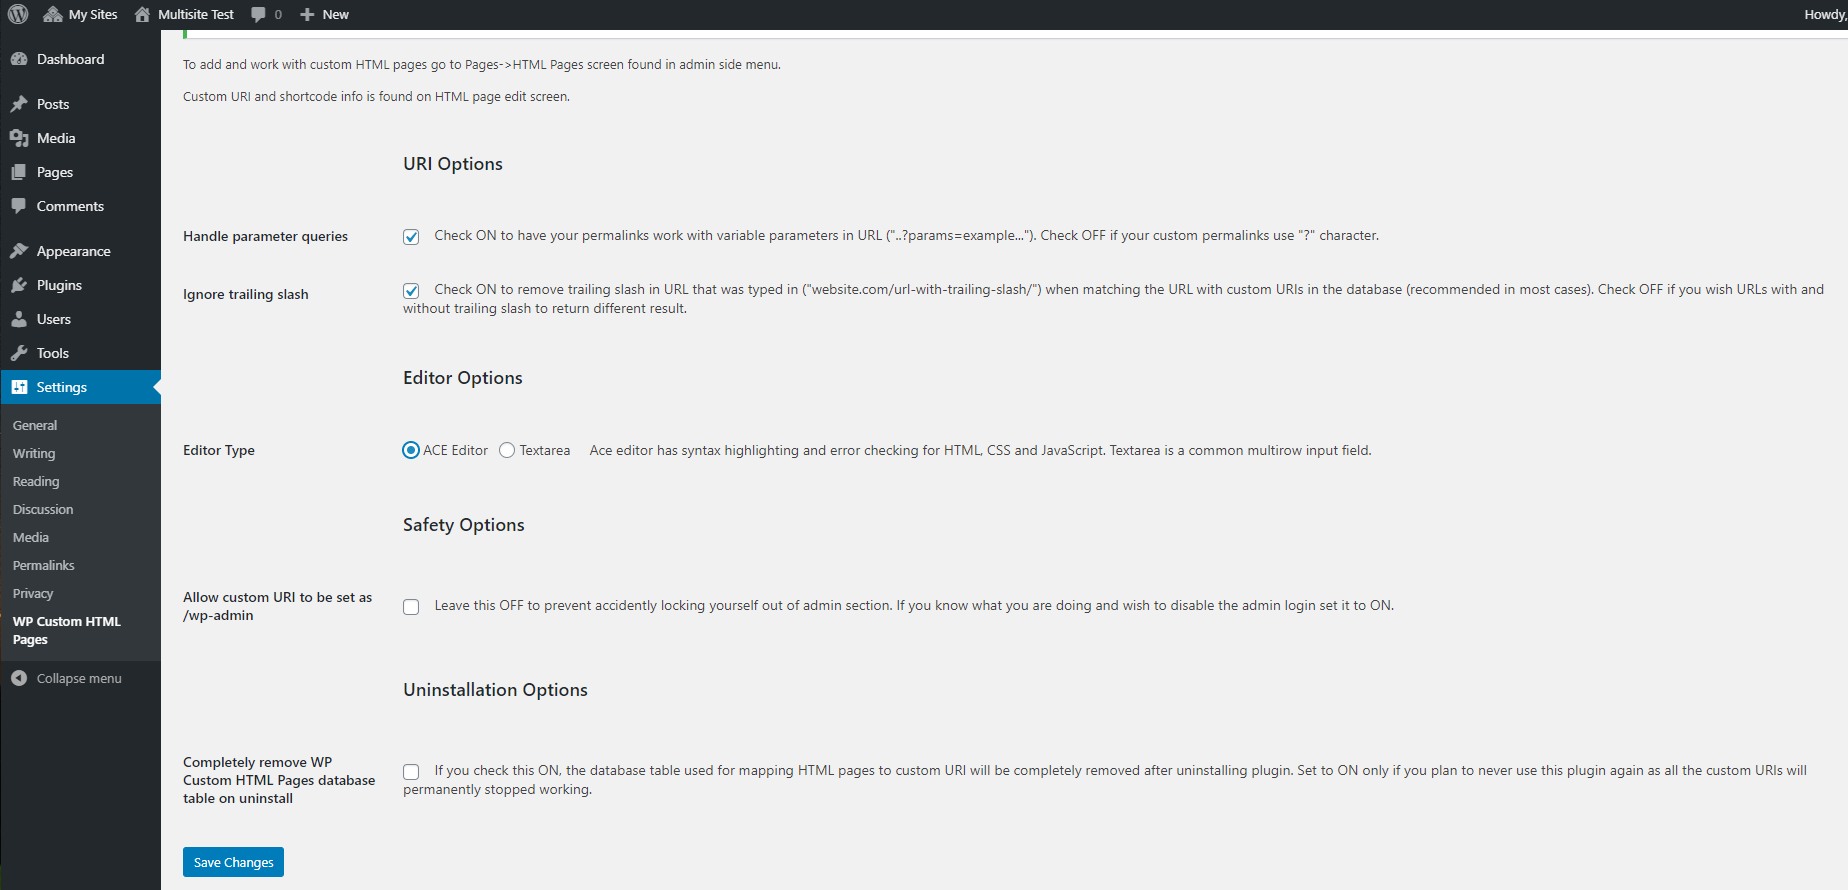 My Sites
Multisite Test
0
New
Howdy,
Dashboard
Posts
Media
Pages
Comments
Appearance
Plugins
Users
Tools
Settings
General
Writing
Reading
Discussion
Media
Permalinks
Privacy
WP Custom HTML
Pages
Collapse menu
To add and work with custom HTML pages go to Pages->HTML Pages screen found in admin side menu.
Custom URI and shortcode info is found on HTML page edit screen.
URI Options
Handle parameter queries
Check ON to have your permalinks work with variable parameters in URL ("..?params=example..."). Check OFF if your custom permalinks use "?" character.
Ignore trailing slash
Check ON to remove trailing slash in URL that was typed in ("website.com/url-with-trailing-slash/") when matching the URL with custom URIs in the database (recommended in most cases). Check OFF if you wish URLs with and
without trailing slash to return different result.
Editor Options
Editor Type
ACE Editor
Textarea
Ace editor has syntax highlighting and error checking for HTML, CSS and JavaScript. Textarea is a common multirow input field.
Safety Options
Allow custom URI to be set as
/wp-admin
Leave this OFF to prevent accidently locking yourself out of admin section. If you know what you are doing and wish to disable the admin login set it to ON.
Uninstallation Options
Completely remove WP
Custom HTML Pages database
table on uninstall
If you check this ON, the database table used for mapping HTML pages to custom URI will be completely removed after uninstalling plugin. Set to ON only if you plan to never use this plugin again as all the custom URIs will
permanently stopped working.
Save Changes